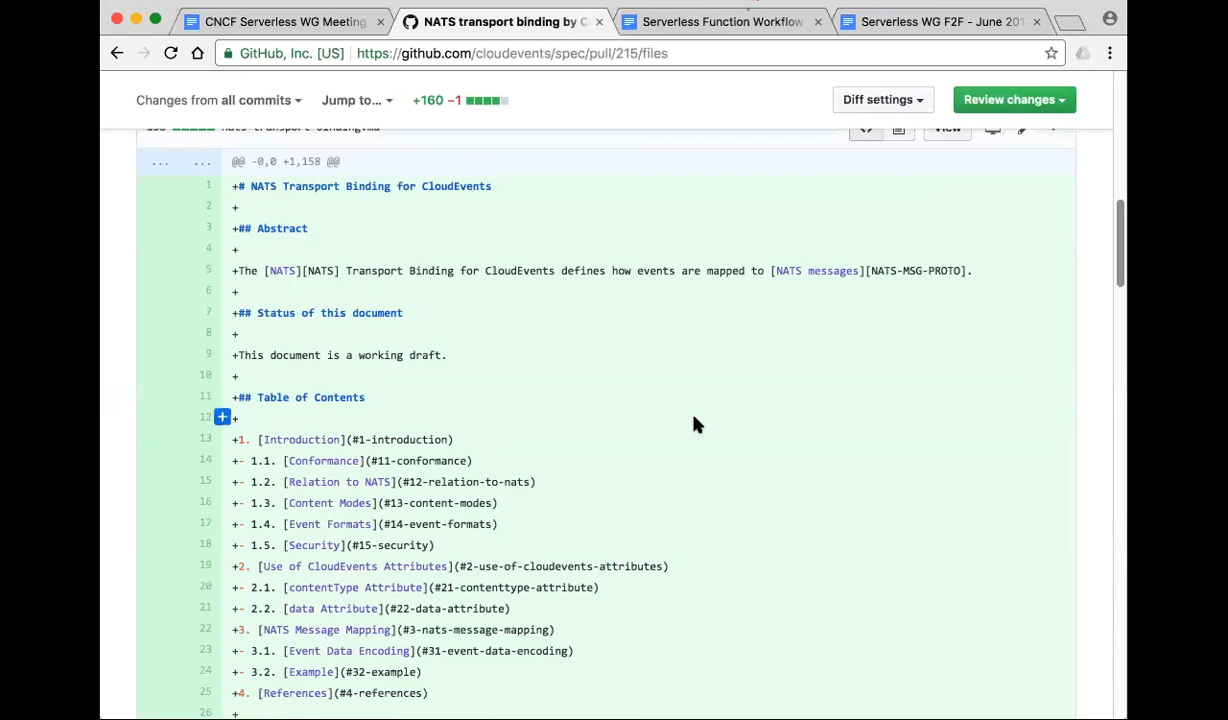 CNCF Serverless WG Meeting
NATS transport binding by C
Serverless Function Workflow
Serverless WG F2F - June 201
GitHub, Inc. [US] https://github.com/cloudevents/spec/pull/215/files
Changes from all commits Jump to... +160 −1 Diff settings Review changes
nats-transport-binding.md View
... ... @@ -0,0 +1,158 @@
1 +# NATS Transport Binding for CloudEvents
2 +
3 +## Abstract
4 +
5 +The [NATS][NATS] Transport Binding for CloudEvents defines how events are mapped to [NATS messages][NATS-MSG-PROTO].
6 +
7 +## Status of this document
8 +
9 +This document is a working draft.
10 +
11 +## Table of Contents
12 +
13 +1. [Introduction](#1-introduction)
14 +- 1.1. [Conformance](#11-conformance)
15 +- 1.2. [Relation to NATS](#12-relation-to-nats)
16 +- 1.3. [Content Modes](#13-content-modes)
17 +- 1.4. [Event Formats](#14-event-formats)
18 +- 1.5. [Security](#15-security)
19 +2. [Use of CloudEvents Attributes](#2-use-of-cloudevents-attributes)
20 +- 2.1. [contentType Attribute](#21-contenttype-attribute)
21 +- 2.2. [data Attribute](#22-data-attribute)
22 +3. [NATS Message Mapping](#3-nats-message-mapping)
23 +- 3.1. [Event Data Encoding](#31-event-data-encoding)
24 +- 3.2. [Example](#32-example)
25 +4. [References](#4-references)
26 +